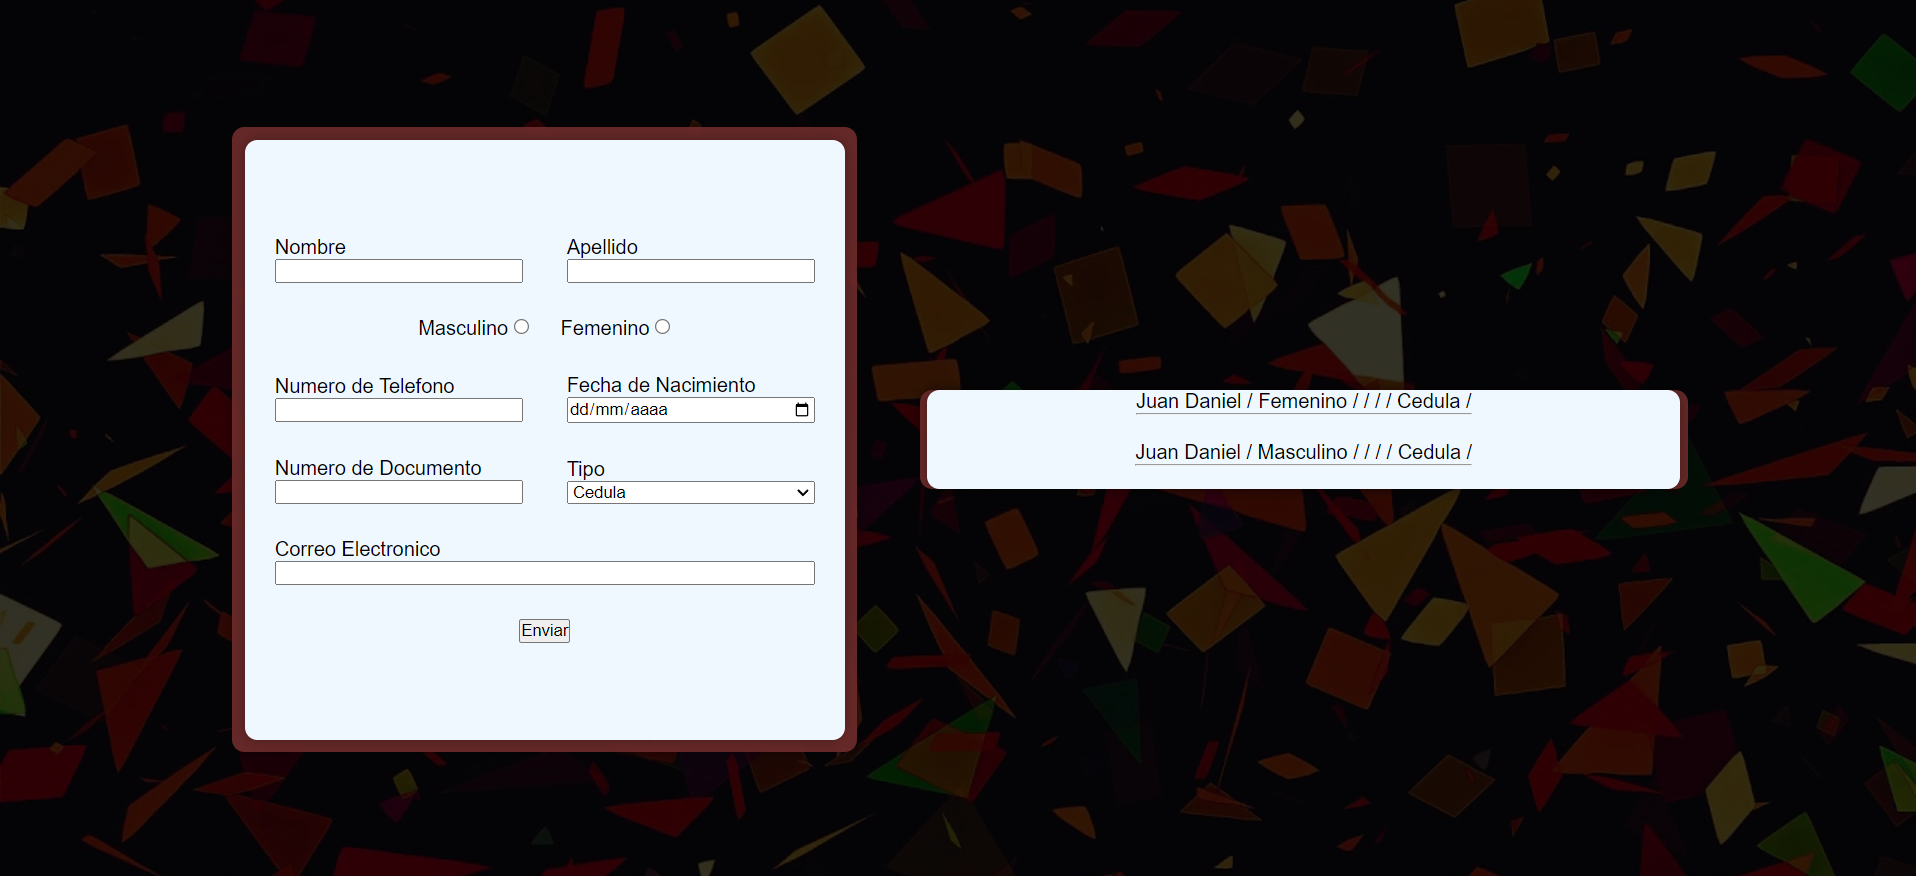 Nombre Apellido
Masculino Femenino
Numero de Telefono Fecha de Nacimiento
dd/mm/aaaa
Numero de Documento Tipo
Cedula
Correo Electronico
Enviar
Juan Daniel / Femenino / / / / Cedula /
Juan Daniel / Masculino / / / / Cedula /